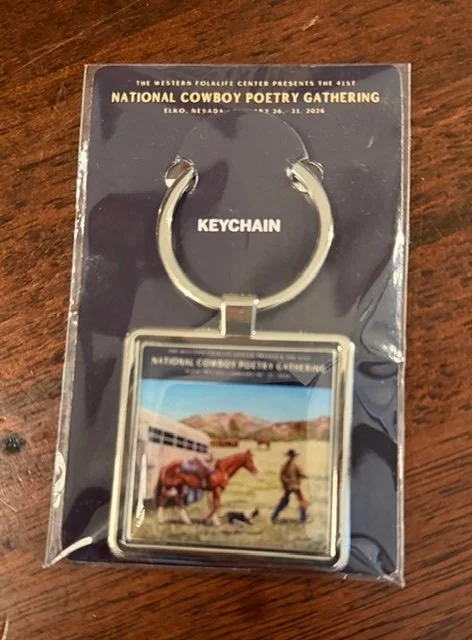 THE WESTERN FOLKLIFE CENTER PRESENTS THE 41ST
NATIONAL COWBOY POETRY GATHERING
ELKO, NEVADA 26 - 31, 2026
KEYCHAIN
NATIONAL COWBOY POETRY GATHERING